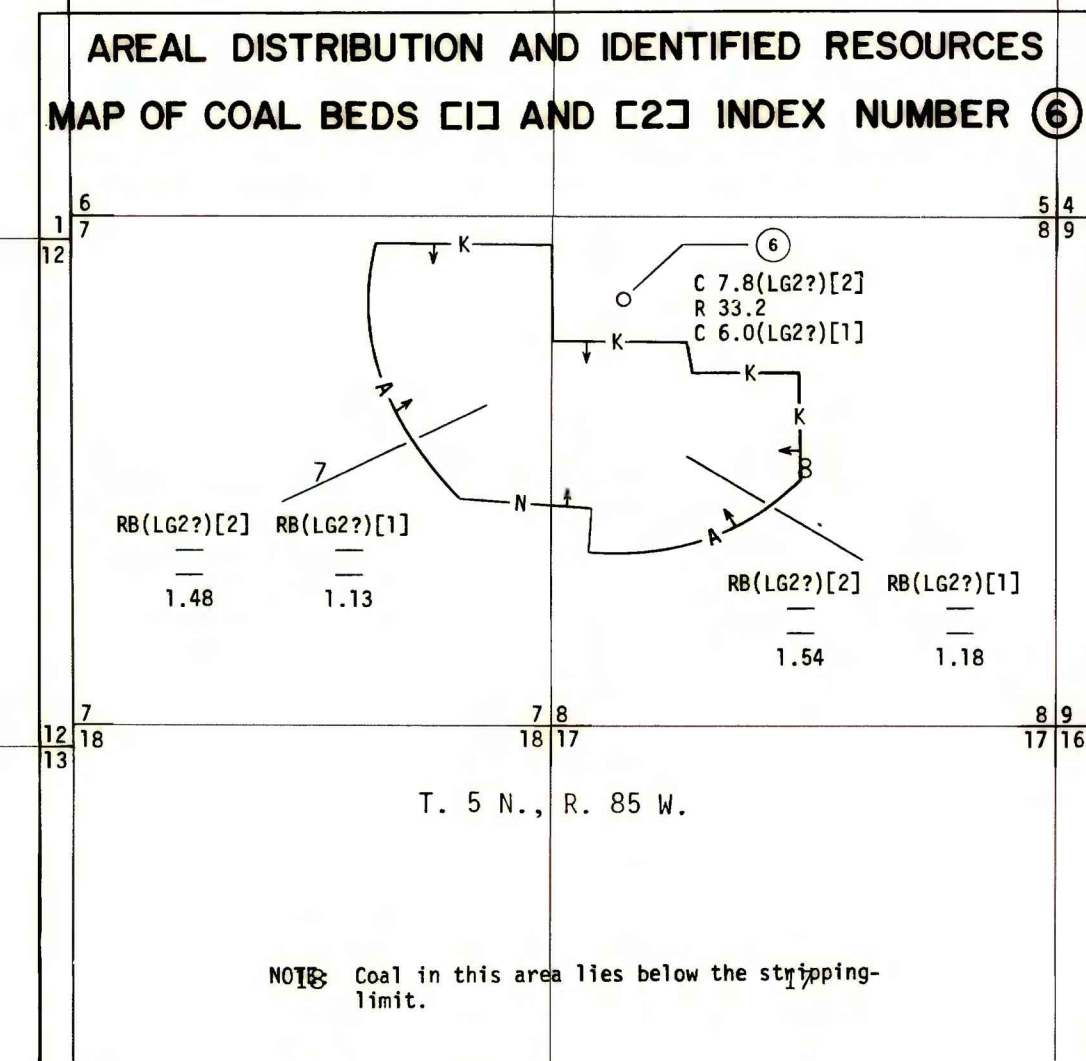 AREAL DISTRIBUTION AND IDENTIFIED RESOURCES
MAP OF COAL BEDS [1] AND [2] INDEX NUMBER 6
6
5 4
1 7
8 9
12
K
6
C 7.8(LG2?)[2]
R 33.2
C 6.0(LG2?)[1]
K
K
A
K
7
8
N
A
RB(LG2?)[2] RB(LG2?)[1]
1.48 1.13
RB(LG2?)[2] RB(LG2?)[1]
1.54 1.18
7
7 8
8 9
12 18
18 17
17 16
13
T. 5 N., R. 85 W.
NOTE: Coal in this area lies below the stripping-
limit.
18
17